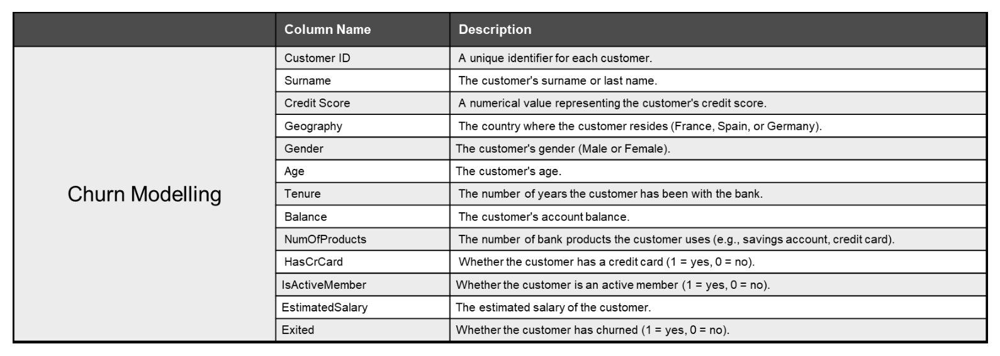 Column Name Description
Customer ID A unique identifier for each customer.
Surname The customer's surname or last name.
Credit Score A numerical value representing the customer's credit score.
Geography The country where the customer resides (France, Spain, or Germany).
Gender The customer's gender (Male or Female).
Age The customer's age.
Churn Modelling
Tenure The number of years the customer has been with the bank.
Balance The customer's account balance.
NumOfProducts The number of bank products the customer uses (e.g., savings account, credit card).
HasCrCard Whether the customer has a credit card (1 = yes, 0 = no).
IsActiveMember Whether the customer is an active member (1 = yes, 0 = no).
EstimatedSalary The estimated salary of the customer.
Exited Whether the customer has churned (1 = yes, 0 = no).